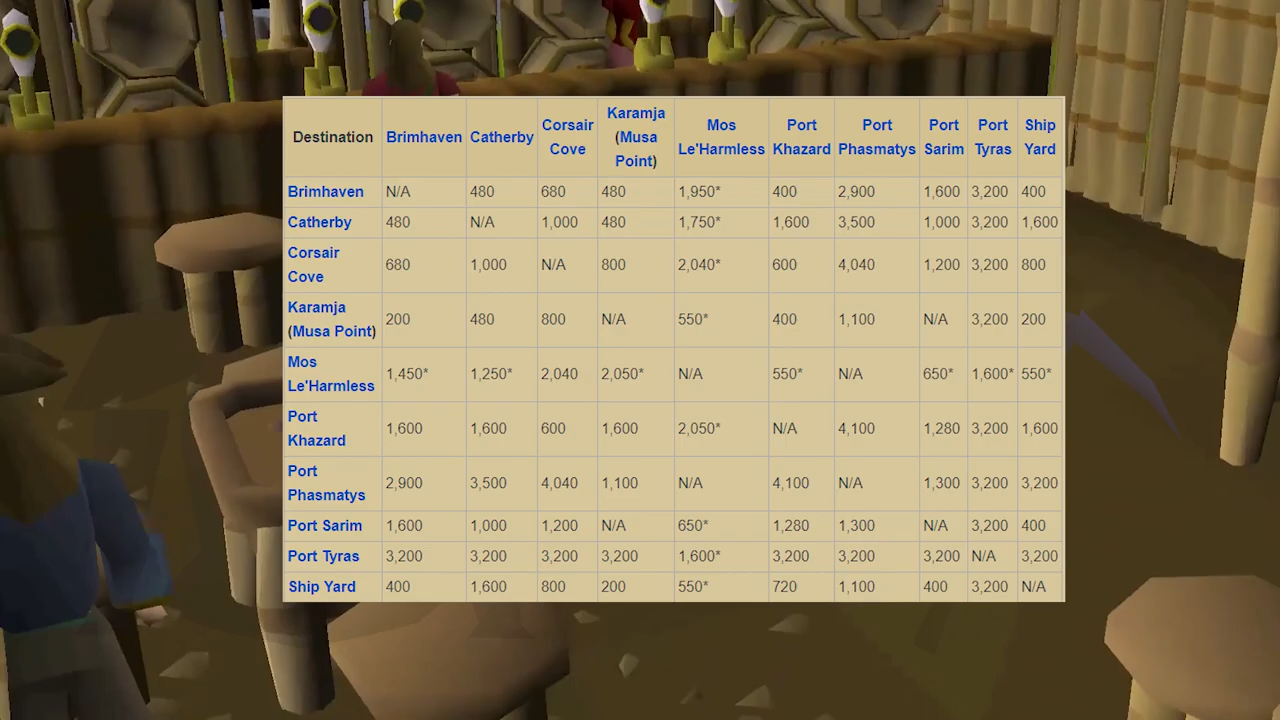 Destination Brimhaven Catherby Corsair Cove Karamja (Musa Point) Mos Le'Harmless Port Khazard Port Phasmatys Port Sarim Port Tyras Ship Yard
Brimhaven N/A 480 680 480 1,950* 400 2,900 1,600 3,200 400
Catherby 480 N/A 1,000 480 1,750* 1,600 3,500 1,000 3,200 1,600
Corsair Cove 680 1,000 N/A 800 2,040* 600 4,040 1,200 3,200 800
Karamja (Musa Point) 200 480 800 N/A 550* 400 1,100 N/A 3,200 200
Mos Le'Harmless 1,450* 1,250* 2,040 2,050* N/A 550* N/A 650* 1,600* 550*
Port Khazard 1,600 1,600 600 1,600 2,050* N/A 4,100 1,280 3,200 1,600
Port Phasmatys 2,900 3,500 4,040 1,100 N/A 4,100 N/A 1,300 3,200 3,200
Port Sarim 1,600 1,000 1,200 N/A 650* 1,280 1,300 N/A 3,200 400
Port Tyras 3,200 3,200 3,200 3,200 1,600* 3,200 3,200 3,200 N/A 3,200
Ship Yard 400 1,600 800 200 550* 720 1,100 400 3,200 N/A